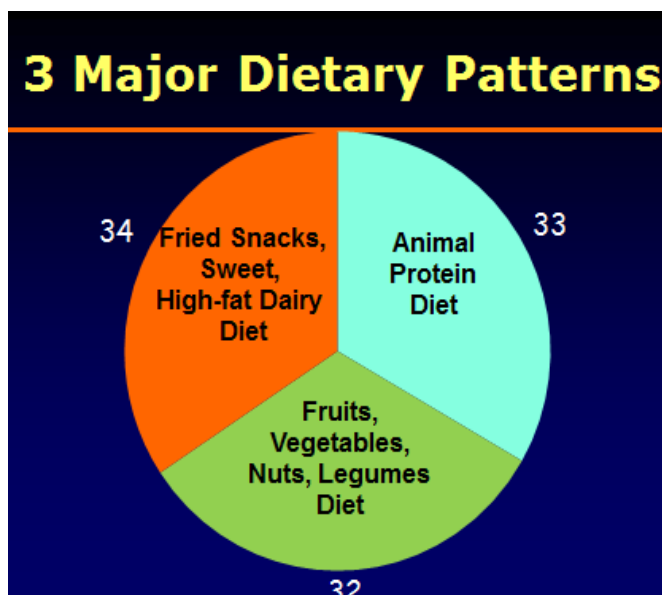 3 Major Dietary Patterns
34
33
Fried Snacks,
Sweet,
High-fat Dairy
Diet
Animal
Protein
Diet
Fruits,
Vegetables,
Nuts, Legumes
Diet
32